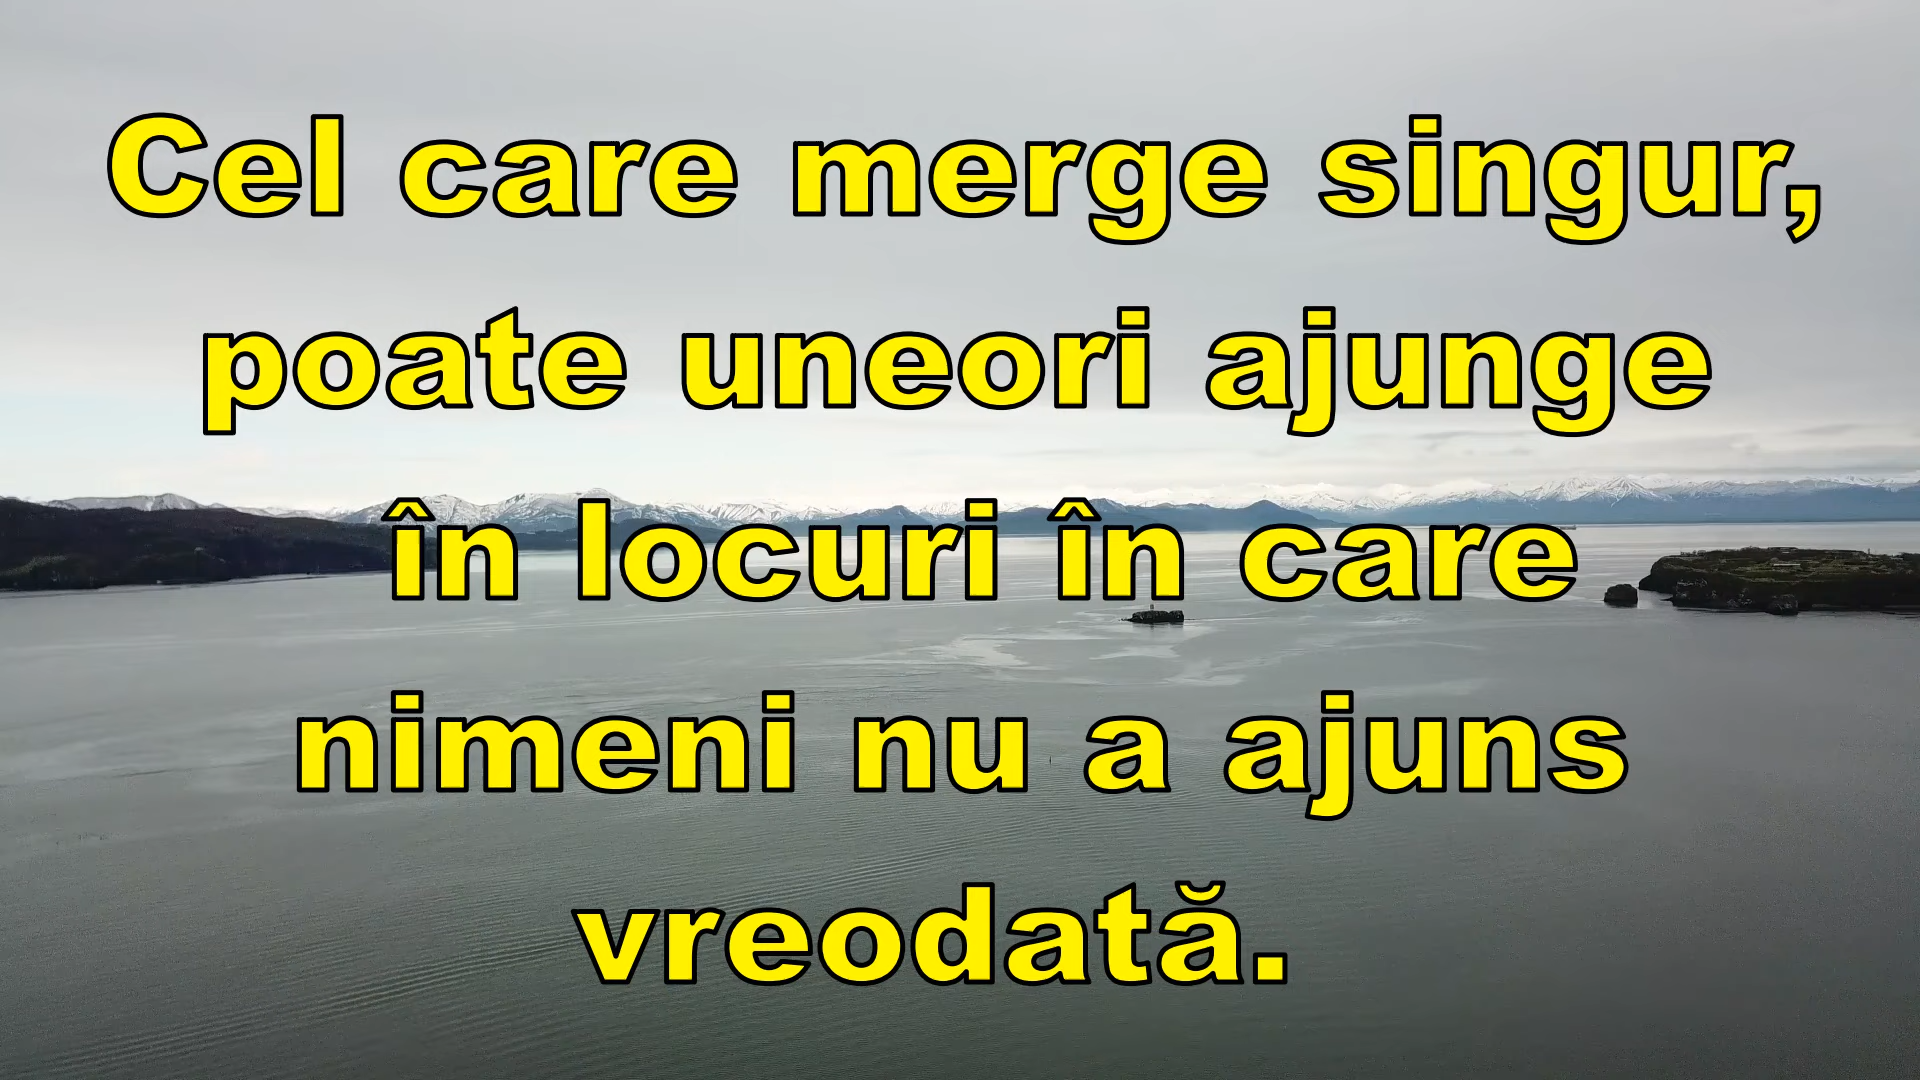 Cel care merge singur,
poate uneori ajunge
în locuri în care
nimeni nu a ajuns
vreodată.